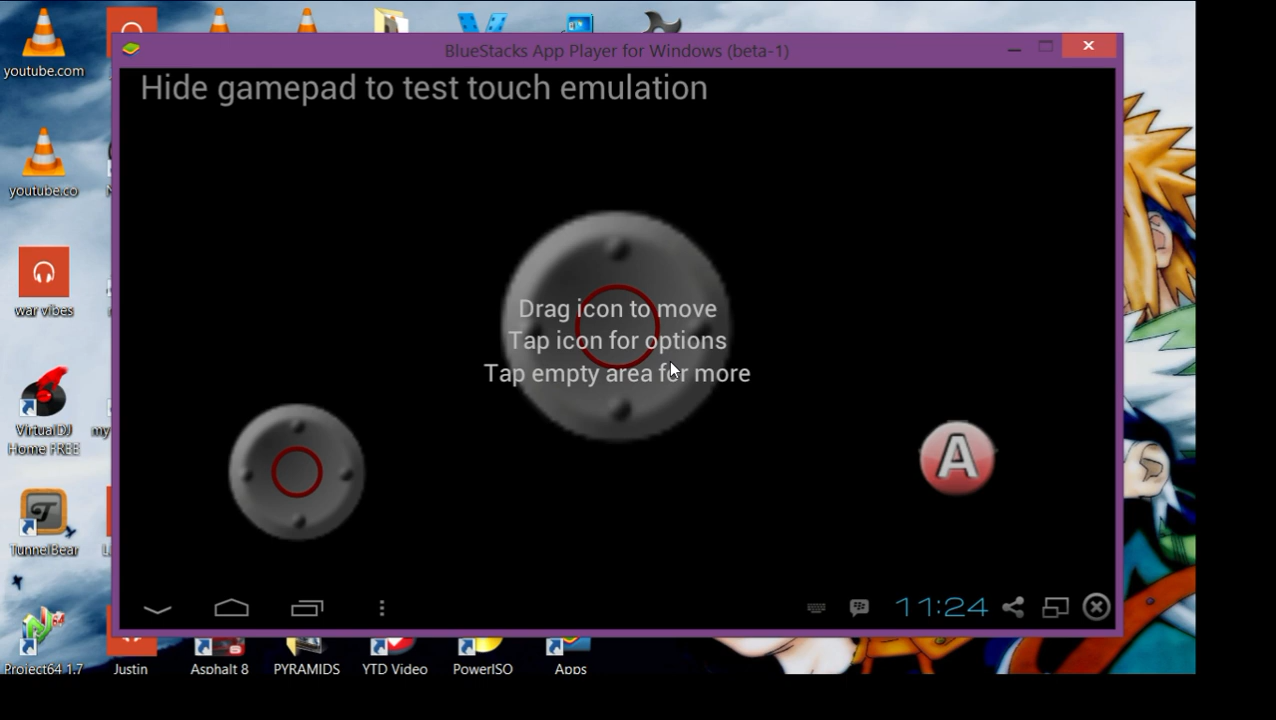 youtube.com
BlueStacks App Player for Windows (beta-1)
Hide gamepad to test touch emulation
youtube.co
war vibes
Drag icon to move
Tap icon for options
Tap empty area for more
VirtualDJ
Home FREE
my
A
TunnelBear
L
11:24
64
Project64 1.7
Justin
Asphalt 8
PYRAMIDS
YTD Video
PowerISO
Apps